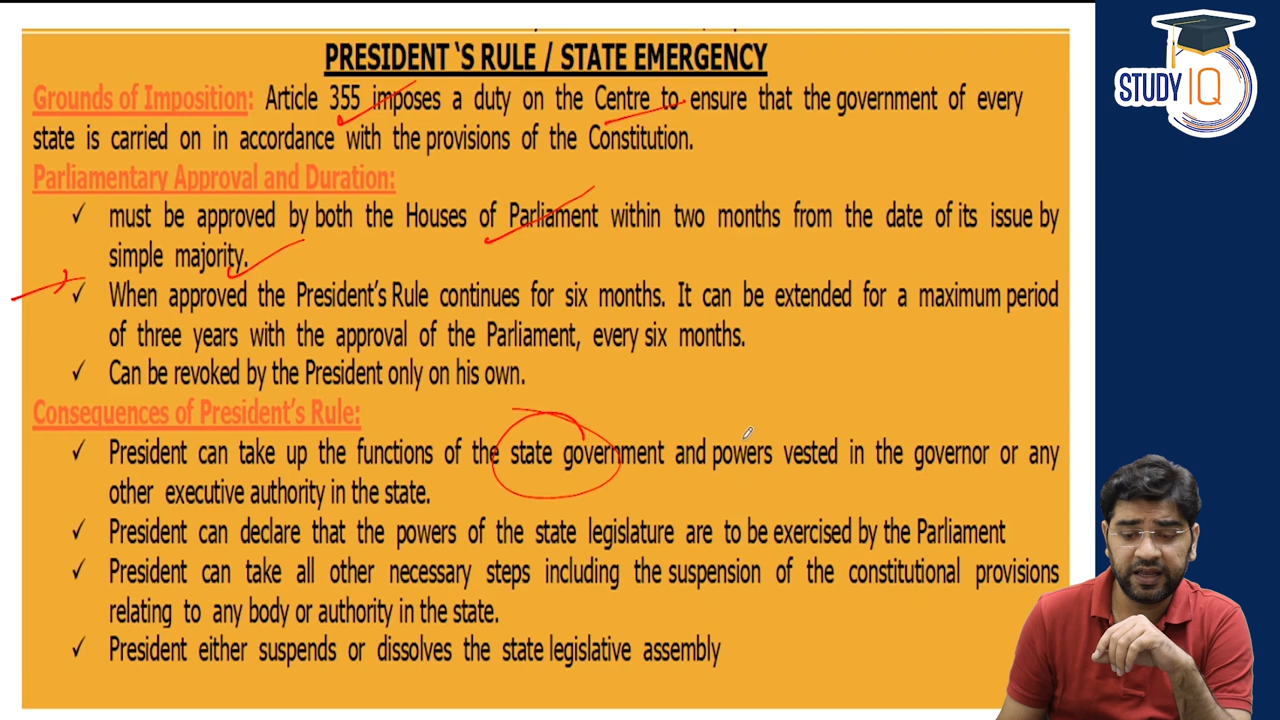 PRESIDENT ‘S RULE / STATE EMERGENCY
STUDY IQ
Grounds of Imposition: Article 355 imposes a duty on the Centre to ensure that the government of every
state is carried on in accordance with the provisions of the Constitution.
Parliamentary Approval and Duration:
✓ must be approved by both the Houses of Parliament within two months from the date of its issue by
simple majority.
✓ When approved the President’s Rule continues for six months. It can be extended for a maximum period
of three years with the approval of the Parliament, every six months.
✓ Can be revoked by the President only on his own.
Consequences of President’s Rule:
✓ President can take up the functions of the state government and powers vested in the governor or any
other executive authority in the state.
✓ President can declare that the powers of the state legislature are to be exercised by the Parliament
✓ President can take all other necessary steps including the suspension of the constitutional provisions
relating to any body or authority in the state.
✓ President either suspends or dissolves the state legislative assembly